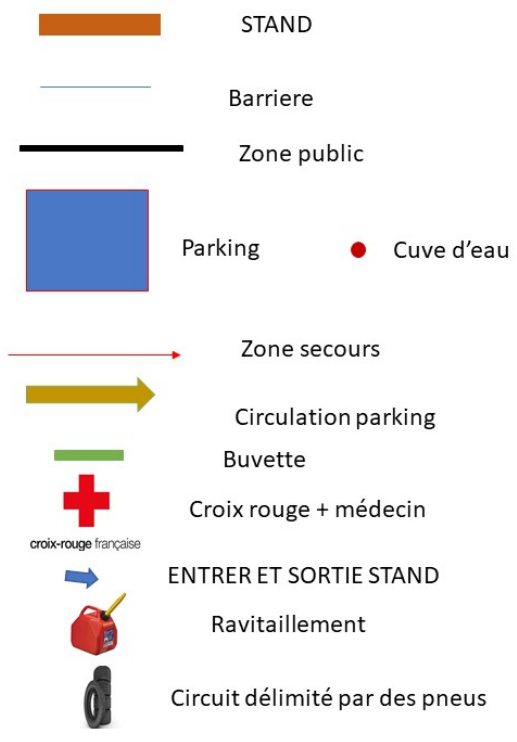 STAND
Barriere
Zone public
Parking
Cuve d'eau
Zone secours
Circulation parking
Buvette
Croix rouge + médecin
croix-rouge française
ENTRER ET SORTIE STAND
Ravitaillement
Circuit délimité par des pneus